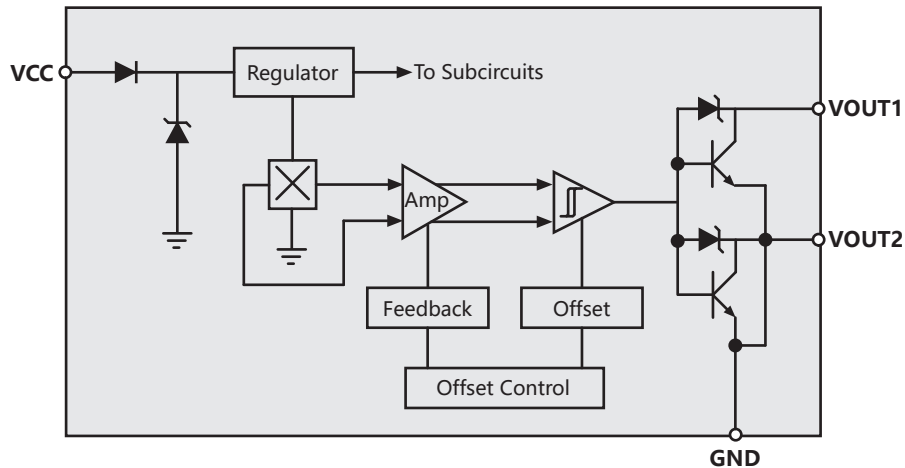 VCC
Regulator
To Subcircuits
VOUT1
Amp
VOUT2
Feedback
Offset
Offset Control
GND